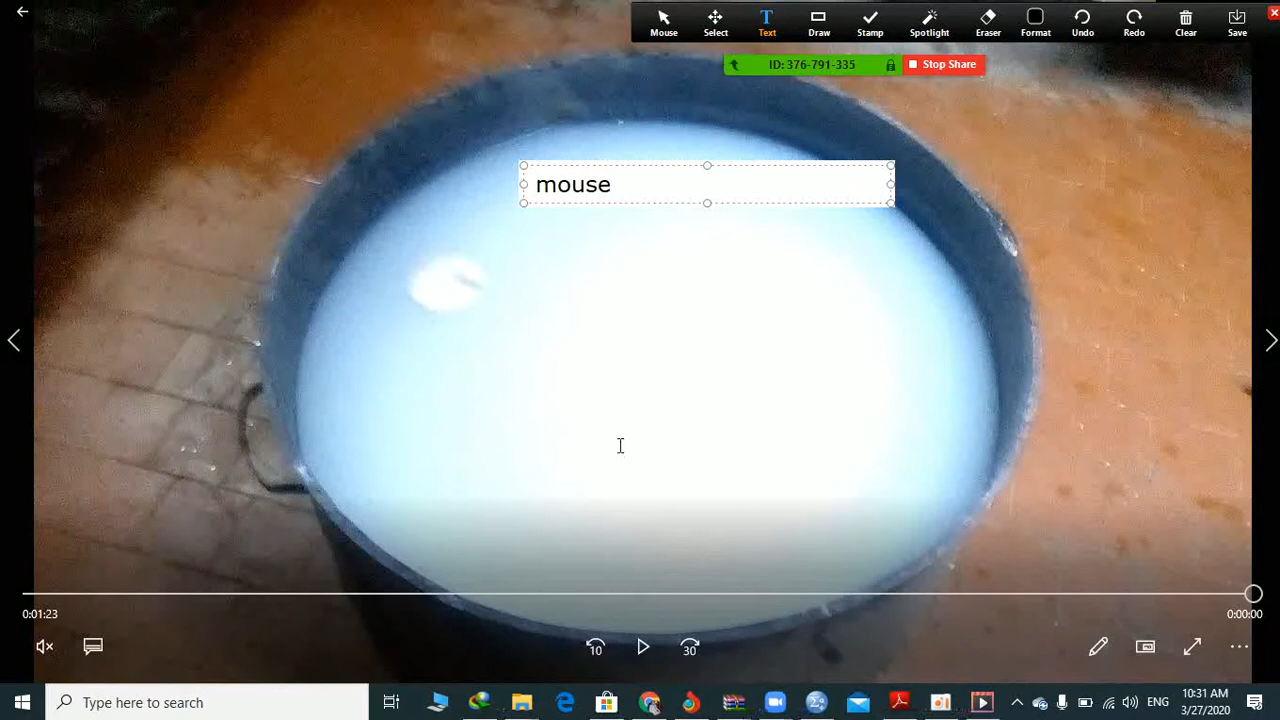 Mouse Select Text Draw Stamp Spotlight Eraser Format Undo Redo Clear Save
ID: 376-791-335 Stop Share
mouse
0:01:23 0:00:00
10 30
Type here to search
ENG
10:31 AM
3/27/2020